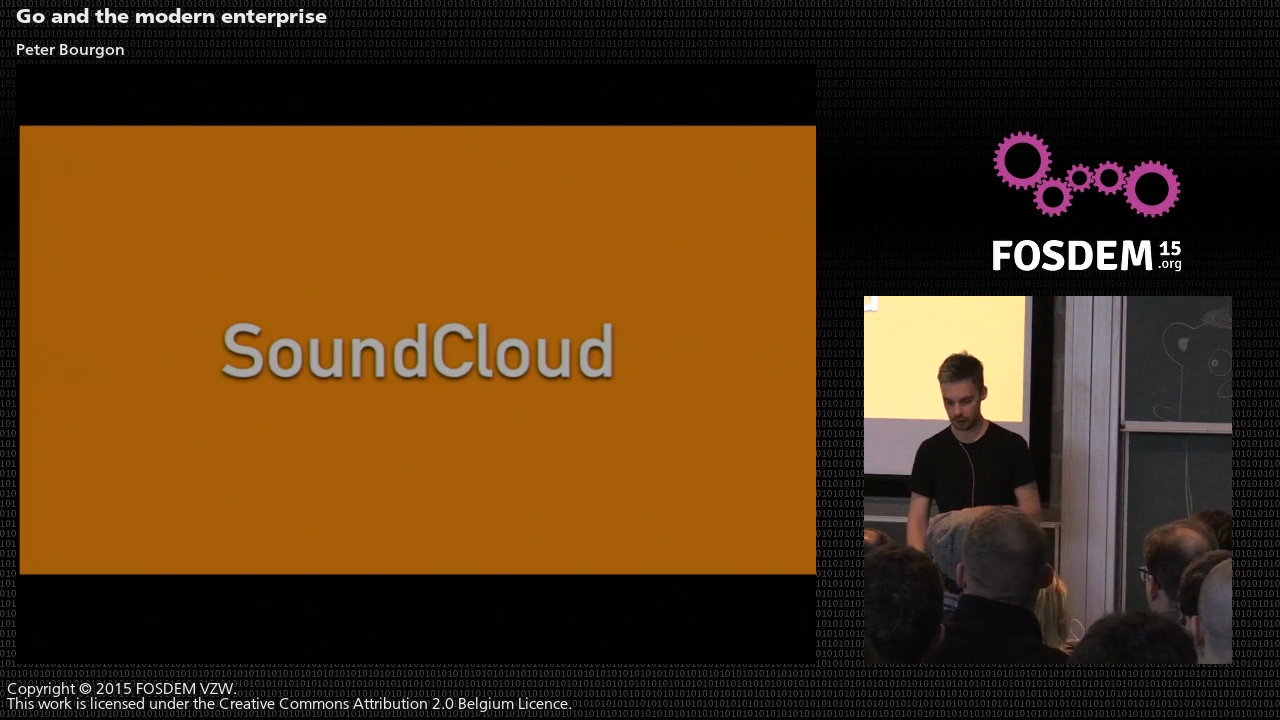 Go and the modern enterprise
Peter Bourgon
SoundCloud
FOSDEM 15
.org
Copyright © 2015 FOSDEM VZW.
This work is licensed under the Creative Commons Attribution 2.0 Belgium Licence.